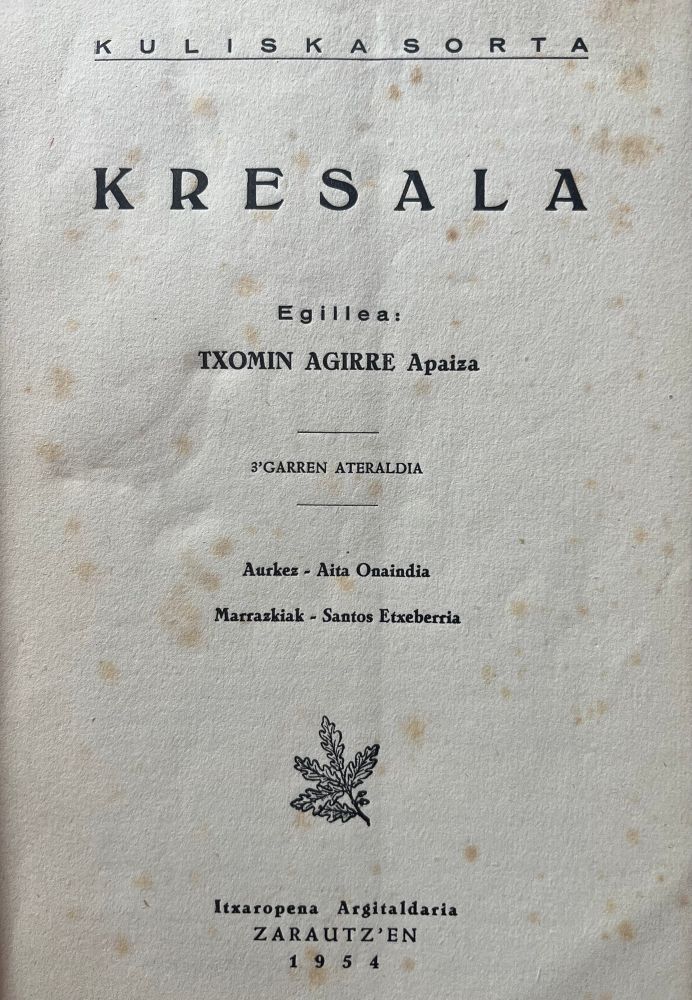 KULISKA SORTA
KRESALA
Egillea:
TXOMIN AGIRRE Apaiza
3'GARREN ATERALDIA
Aurkez - Aita Onaindia
Marrazkiak - Santos Etxeberria
Itxaropena Argitaldaria
ZARAUTZ'EN
1954